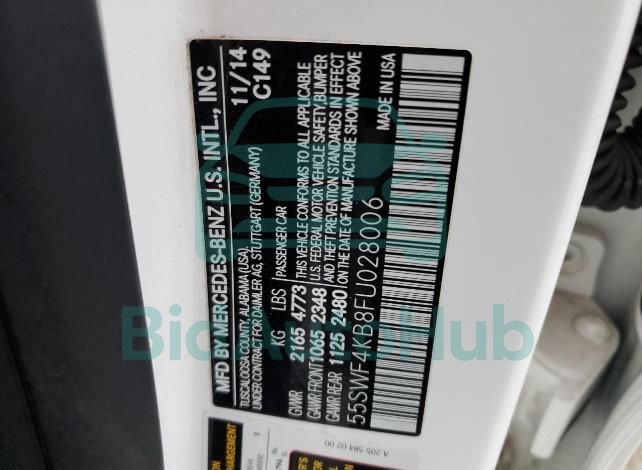 MFD BY MERCEDES-BENZ U.S. INTL., INC
TUSCALOOSA COUNTY, ALABAMA (USA),
UNDER CONTRACT FOR DAIMLER AG, STUTTGART (GERMANY)
11/14
C149
KG LBS PASSENGER CAR
GVWR 2165 4773 THIS VEHICLE CONFORMS TO ALL APPLICABLE
GAWR FRONT 1065 2348 U.S. FEDERAL MOTOR VEHICLE SAFETY, BUMPER
GAWR REAR 1125 2480 AND THEFT PREVENTION STANDARDS IN EFFECT
ON THE DATE OF MANUFACTURE SHOWN ABOVE
55SWF4KB8FU028006 MADE IN USA
A 205 584 02 00
BidAutoHub